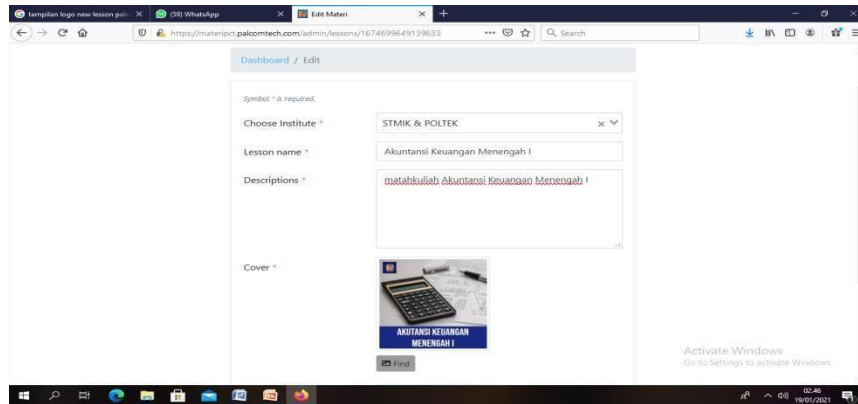 tampilan logo new lesson palc
(59) WhatsApp
Edit Materi
https://materipct.palcomtech.com/admin/lessons/1674699649139633
Search
Dashboard / Edit
Symbol * is required.
Choose Institute *
STMIK & POLTEK
Lesson name *
Akuntansi Keuangan Menengah I
Descriptions *
matahkuliah Akuntansi Keuangan Menengah I
Cover *
AKUTANSI KEUANGAN
MENENGAH I
Find
Activate Windows
Go to Settings to activate Windows.
02.46
19/01/2021